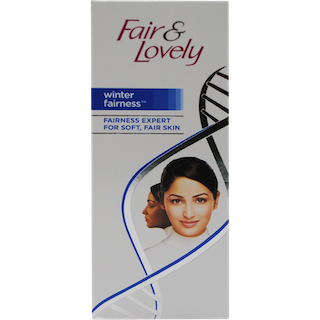 Fair &
Lovely
winter
fairness™
FAIRNESS EXPERT
FOR SOFT, FAIR SKIN